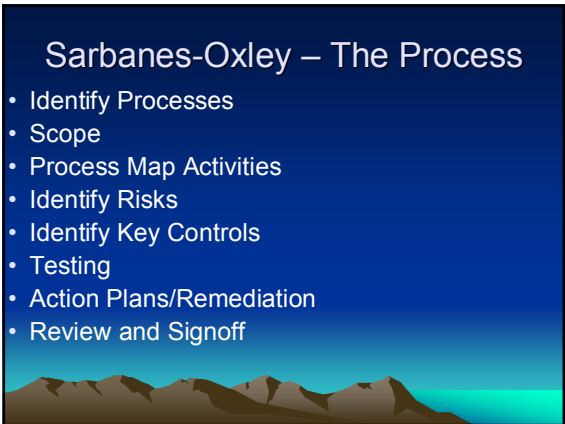 Sarbanes-Oxley – The Process
• Identify Processes
• Scope
• Process Map Activities
• Identify Risks
• Identify Key Controls
• Testing
• Action Plans/Remediation
• Review and Signoff